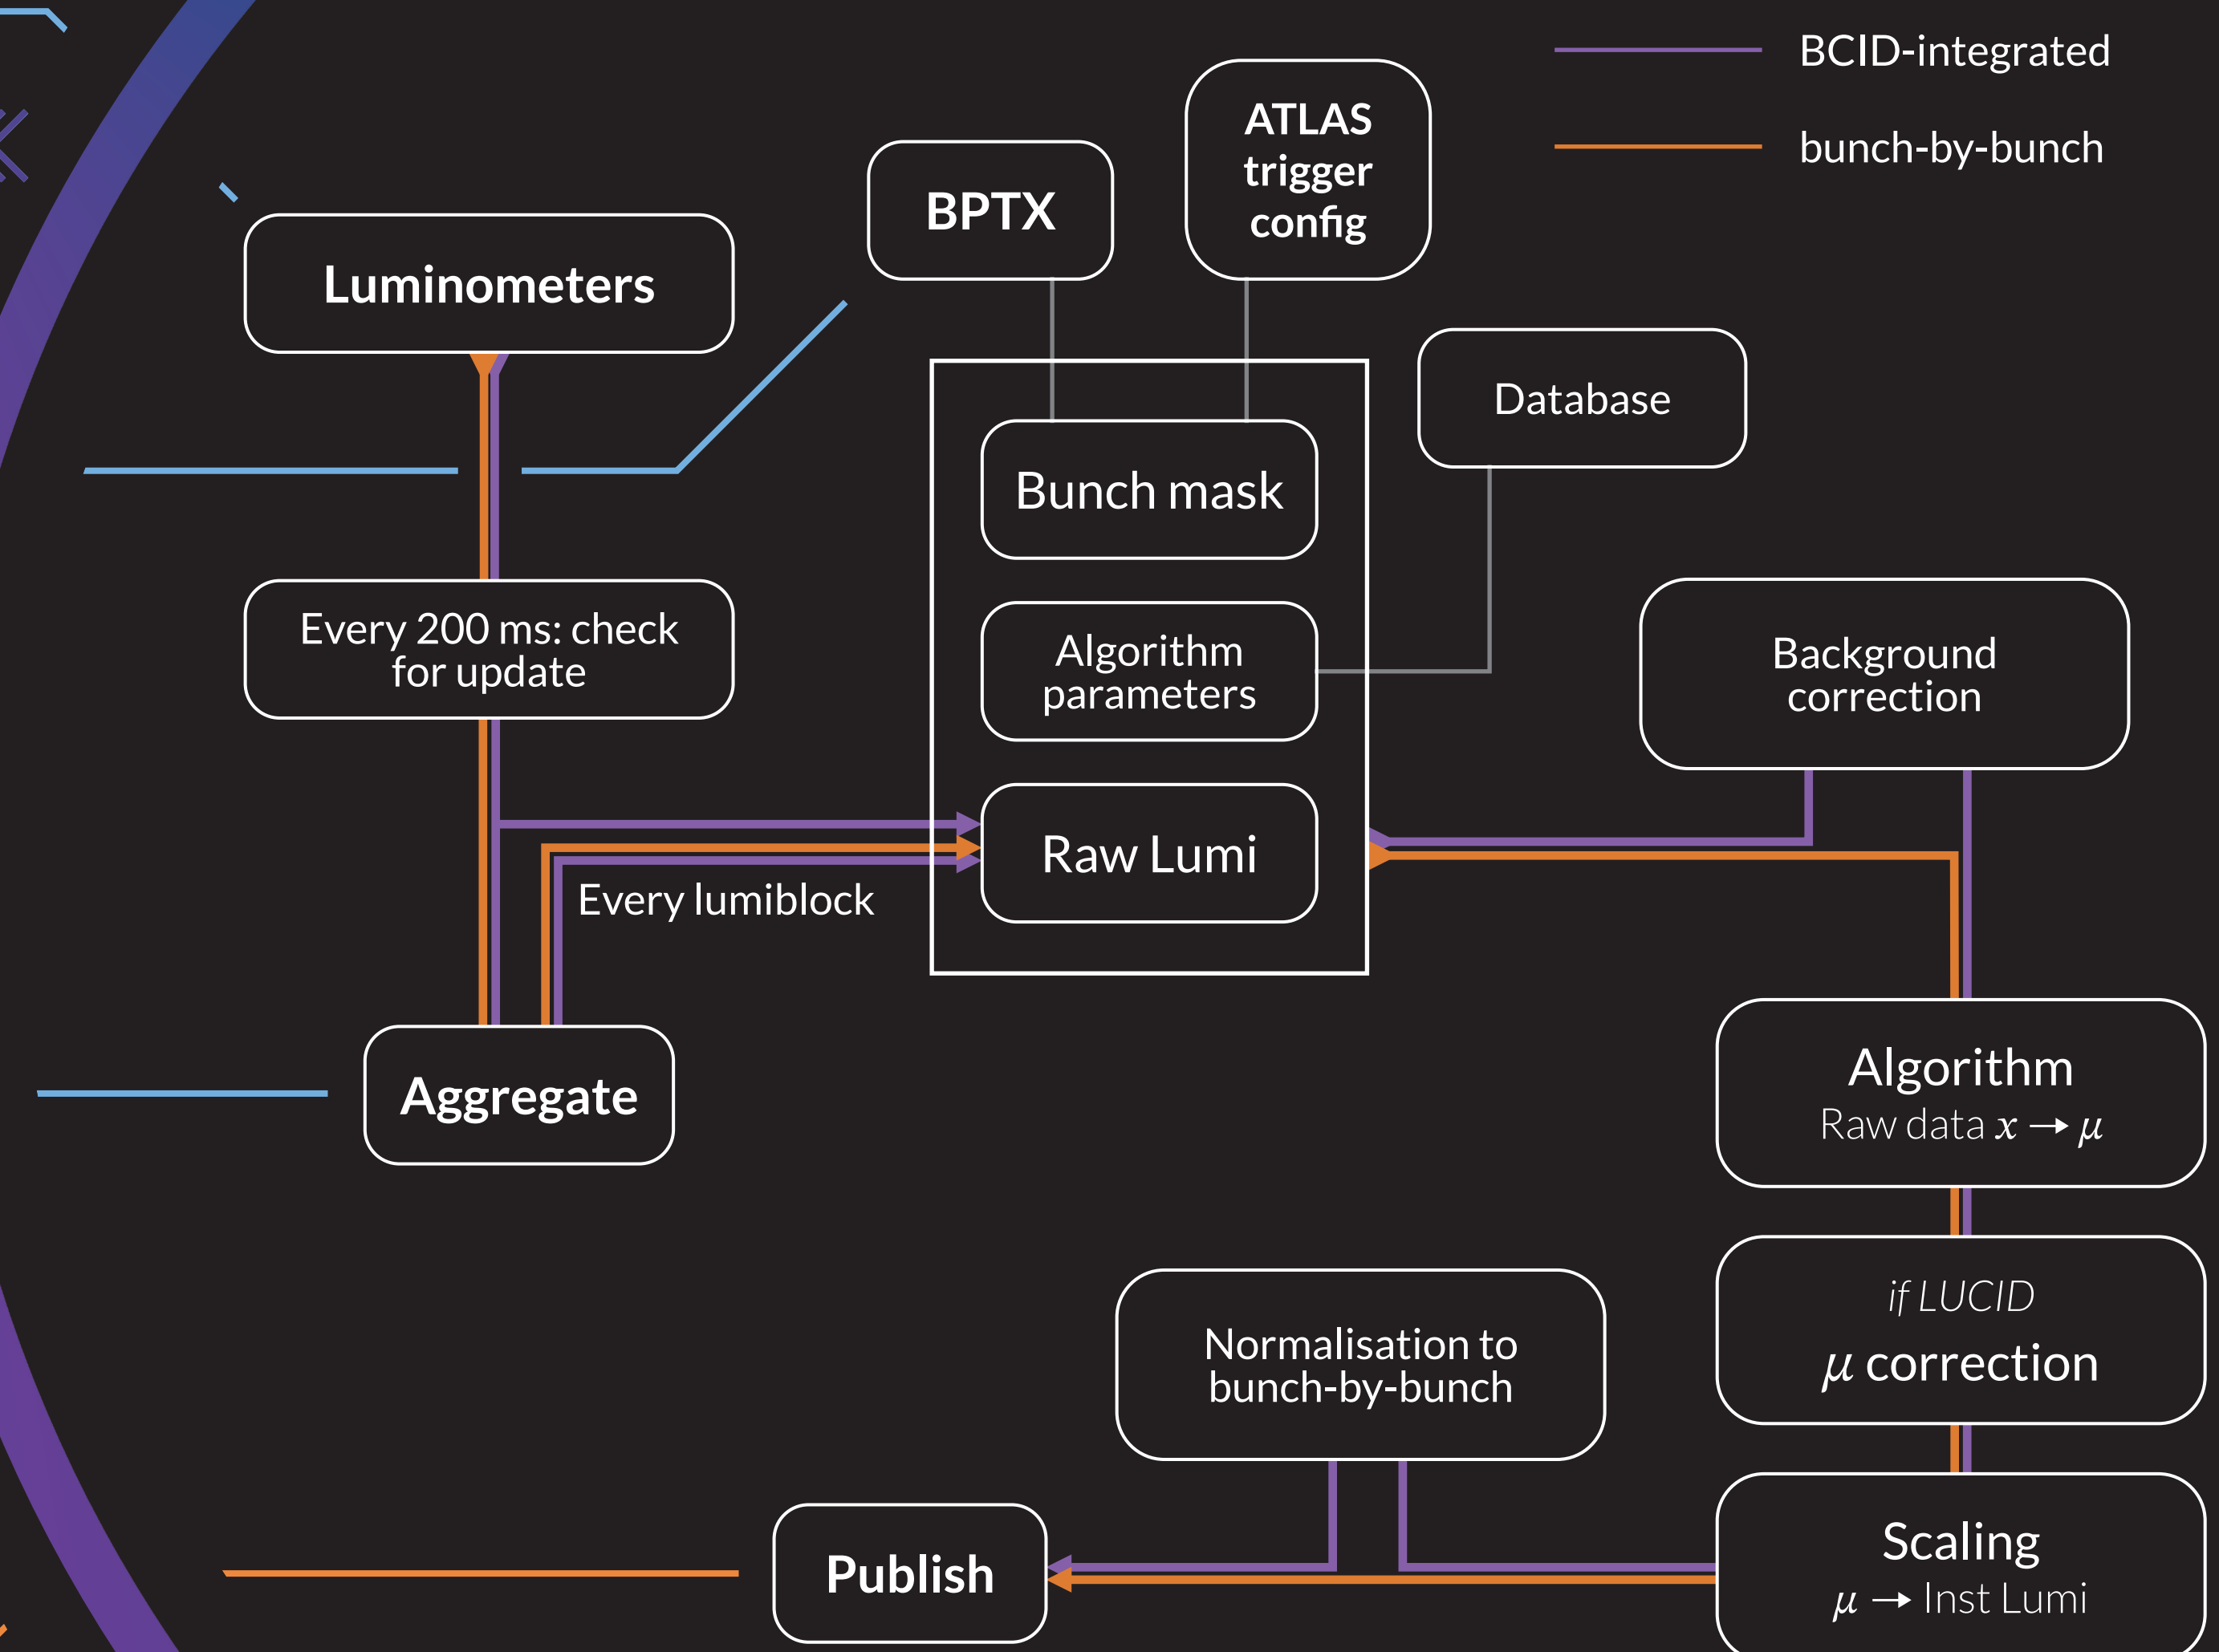 BCID-integrated
bunch-by-bunch
ATLAS
trigger
config
BPTX
Luminometers
Database
Bunch mask
Every 200 ms: check
for update
Algorithm
parameters
Background
correction
Raw Lumi
Every lumiblock
Aggregate
Algorithm
Raw data x → μ
if LUCID
μ correction
Normalisation to
bunch-by-bunch
Scaling
μ → Inst Lumi
Publish